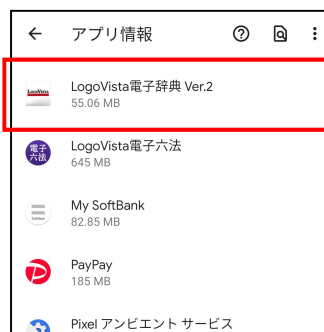 アプリ情報
LogoVista
LogoVista電子辞典 Ver.2
55.06 MB
電子
六法
LogoVista電子六法
645 MB
My SoftBank
82.85 MB
PayPay
185 MB
Pixel アンビエント サービス